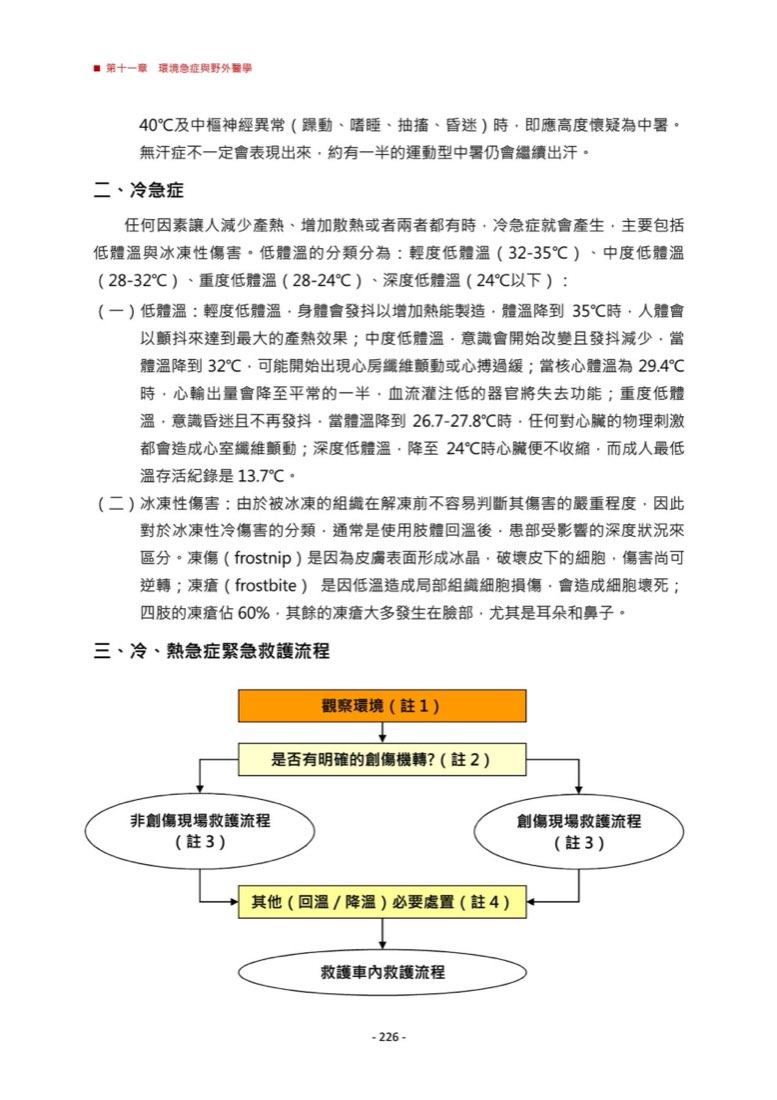 ■ 第十一章　環境急症與野外醫學
40℃及中樞神經異常（躁動、嗜睡、抽搐、昏迷）時，即應高度懷疑為中暑。
無汗症不一定會表現出來，約有一半的運動型中暑仍會繼續出汗。
二、冷急症
任何因素讓人減少產熱、增加散熱或者兩者都有時，冷急症就會產生，主要包括
低體溫與冰凍性傷害。低體溫的分類分為：輕度低體溫（32-35℃）、中度低體溫
（28-32℃）、重度低體溫（28-24℃）、深度低體溫（24℃以下）：
（一）低體溫：輕度低體溫，身體會發抖以增加熱能製造，體溫降到 35℃時，人體會
以顫抖來達到最大的產熱效果；中度低體溫，意識會開始改變且發抖減少，當
體溫降到 32℃，可能開始出現心房纖維顫動或心搏過緩；當核心體溫為 29.4℃
時，心輸出量會降至平常的一半，血流灌注低的器官將失去功能；重度低體
溫，意識昏迷且不再發抖，當體溫降到 26.7-27.8℃時，任何對心臟的物理刺激
都會造成心室纖維顫動；深度低體溫，降至 24℃時心臟便不收縮，而成人最低
溫存活紀錄是 13.7℃。
（二）冰凍性傷害：由於被冰凍的組織在解凍前不容易判斷其傷害的嚴重程度，因此
對於冰凍性冷傷害的分類，通常是使用肢體回溫後，患部受影響的深度狀況來
區分。凍傷（frostnip）是因為皮膚表面形成冰晶，破壞皮下的細胞，傷害尚可
逆轉；凍瘡（frostbite） 是因低溫造成局部組織細胞損傷，會造成細胞壞死；
四肢的凍瘡佔 60%，其餘的凍瘡大多發生在臉部，尤其是耳朵和鼻子。
三、冷、熱急症緊急救護流程
觀察環境（註 1）
是否有明確的創傷機轉?（註 2）
非創傷現場救護流程
（註 3）
創傷現場救護流程
（註 3）
其他（回溫 / 降溫）必要處置（註 4）
救護車內救護流程
- 226 -